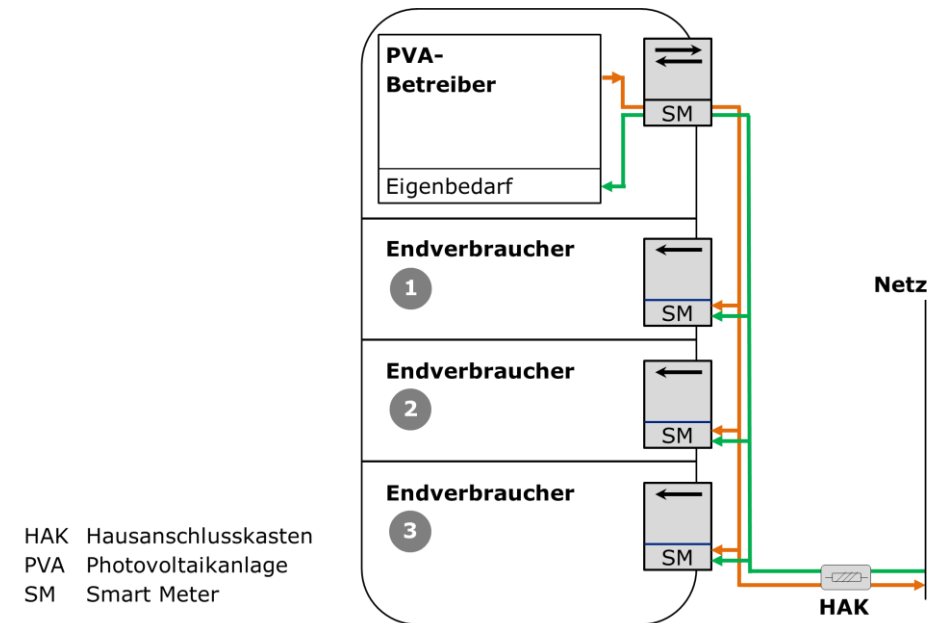 PVA-
Betreiber
SM
Eigenbedarf
Endverbraucher
1
SM
Netz
Endverbraucher
2
SM
Endverbraucher
3
SM
HAK Hausanschlusskasten
PVA Photovoltaikanlage
SM Smart Meter
HAK